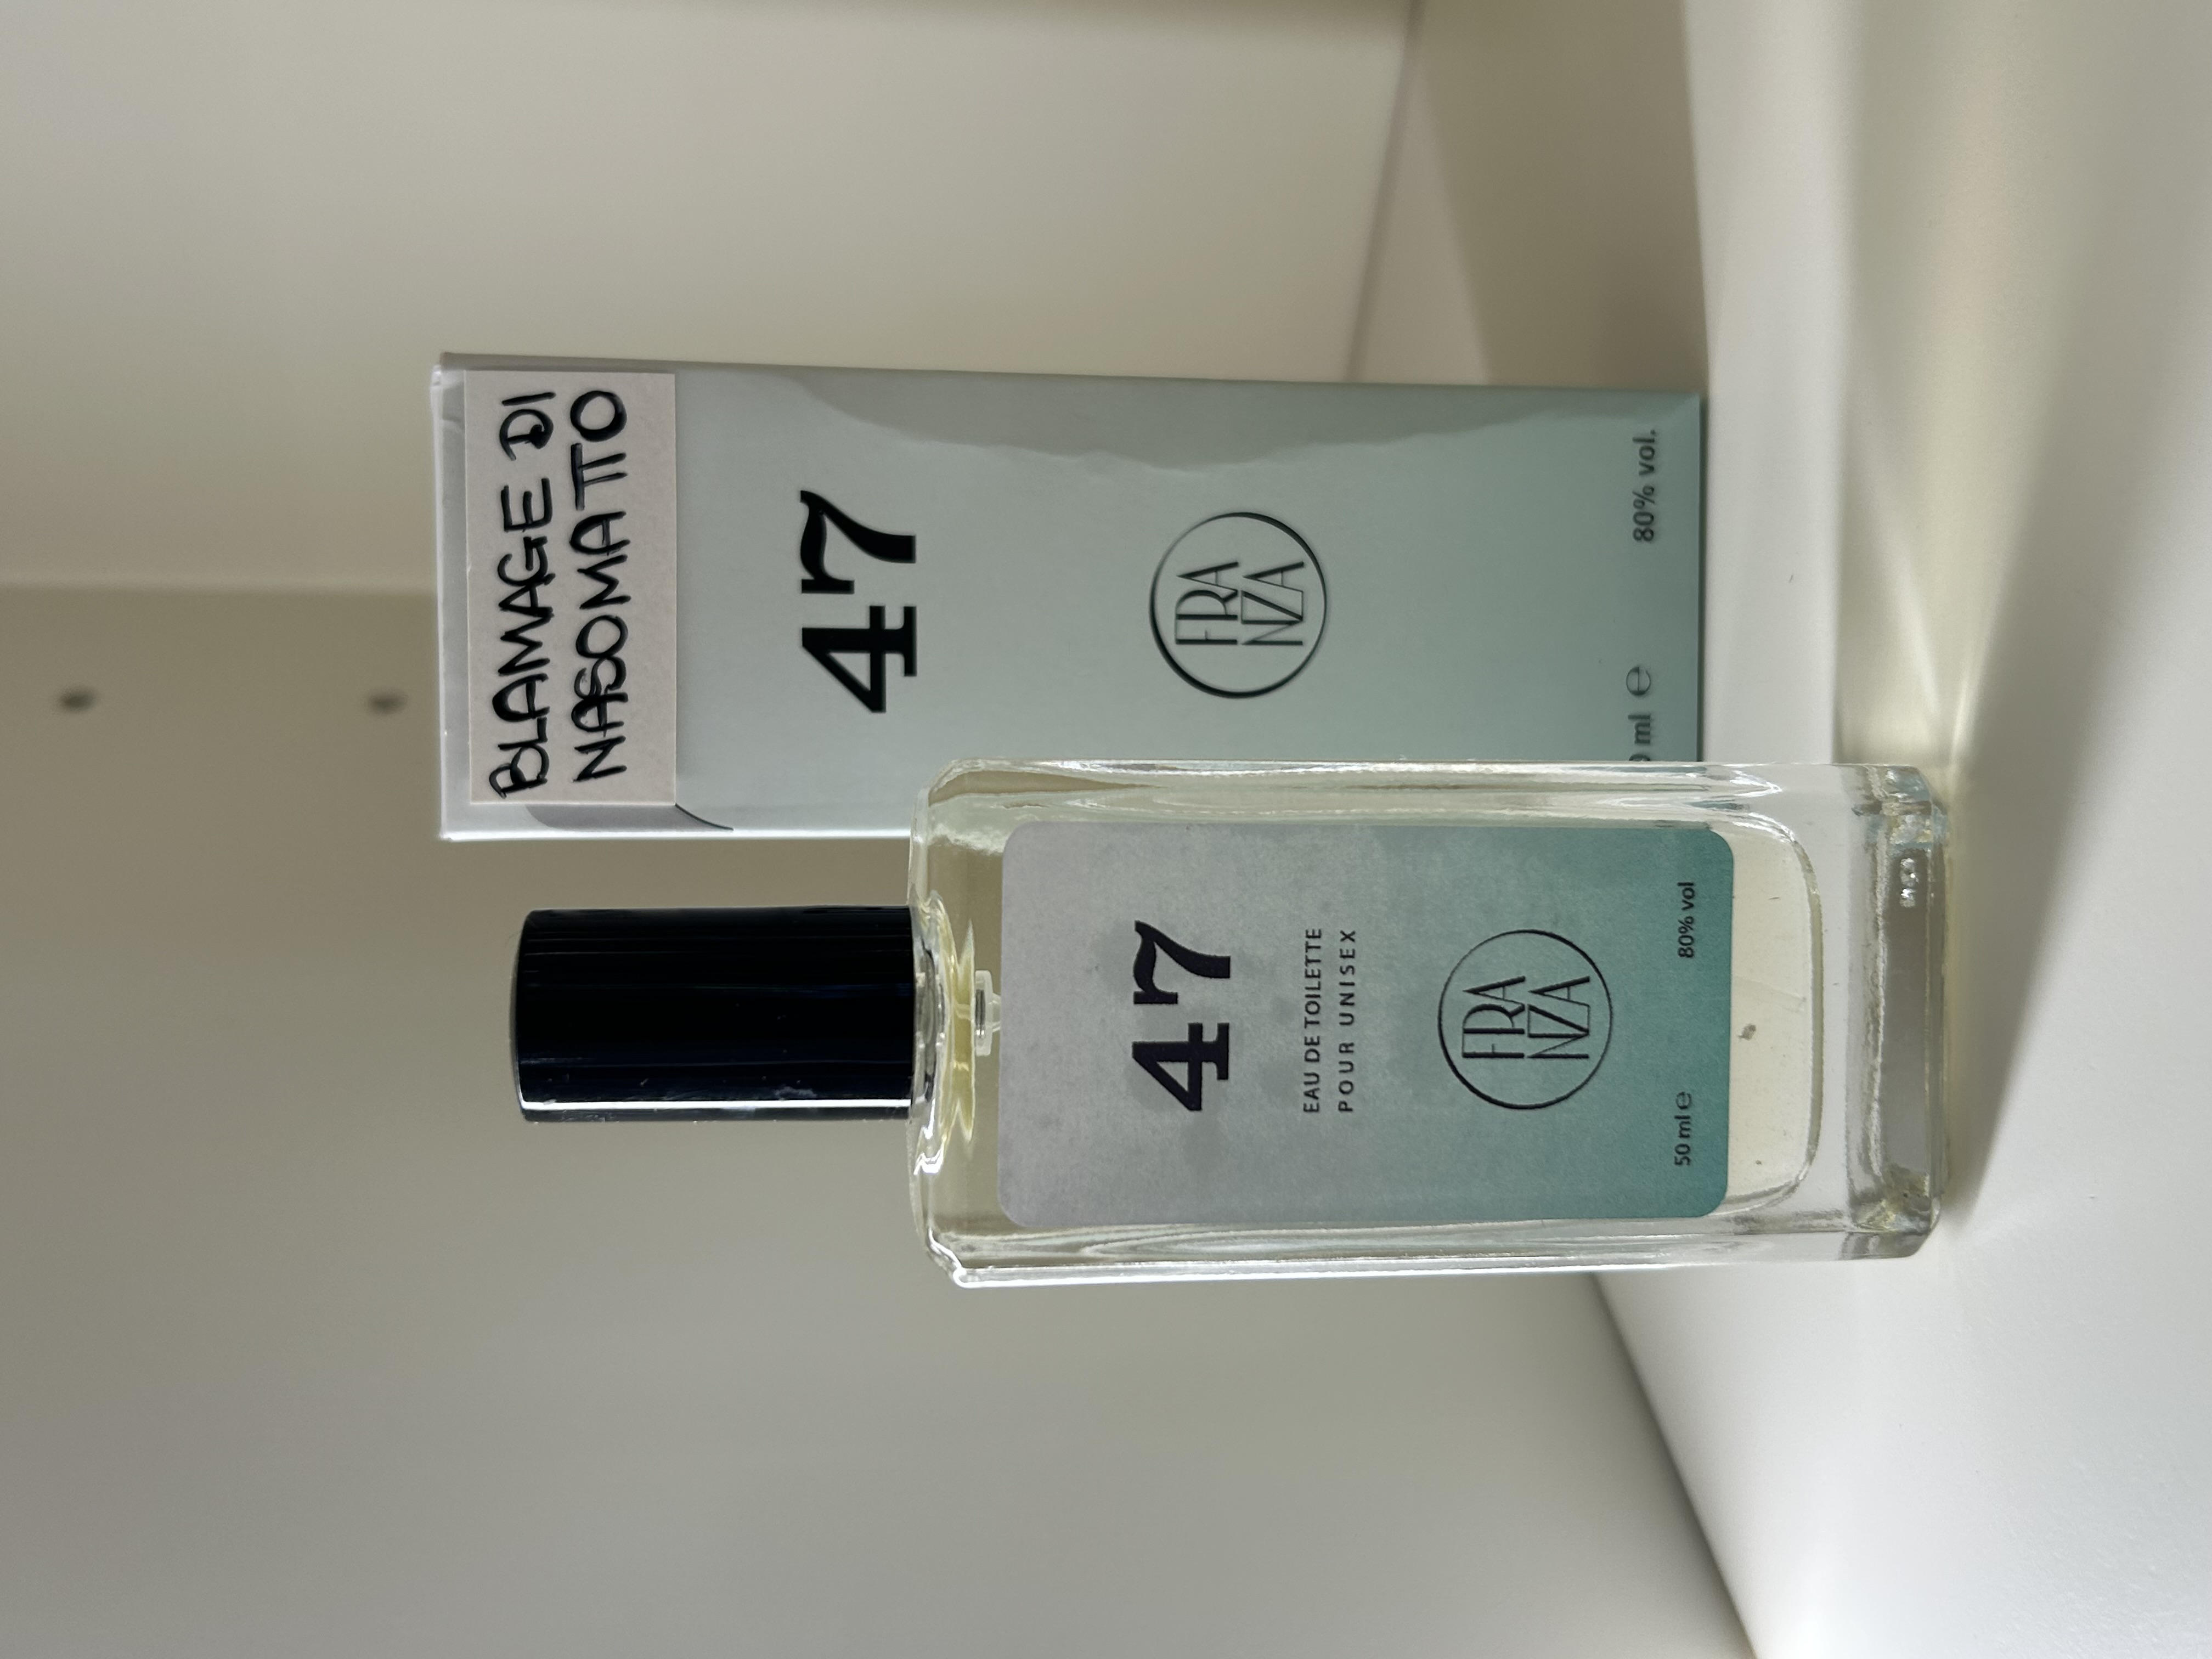 BLAMAGE DI
NASOMATTO
47
FRA
NZA
ml e
80% vol.
47
EAU DE TOILETTE
POUR UNISEX
FRA
NZA
50 ml e
80% vol